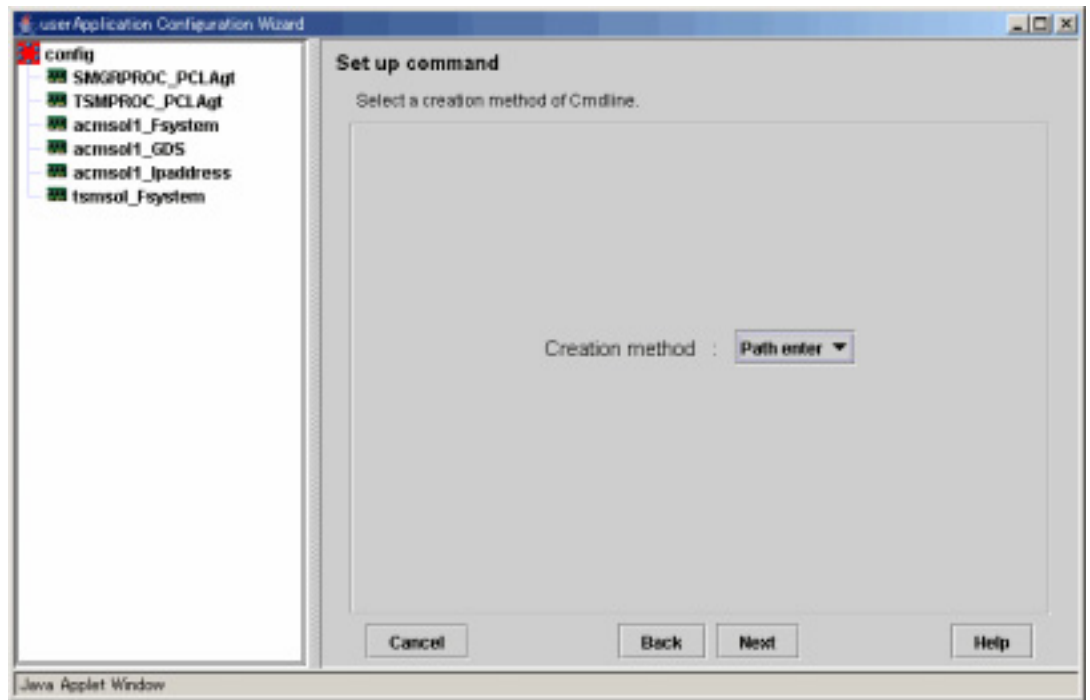 userApplication Configuration Wizard
config
SMGRPROC_PCLAgt
TSMPROC_PCLAgt
acmsol1_Fsystem
acmsol1_GDS
acmsol1_Ipaddress
tsmsol_Fsystem
Set up command
Select a creation method of Cmdline.
Creation method : Path enter
Cancel Back Next Help
Java Applet Window